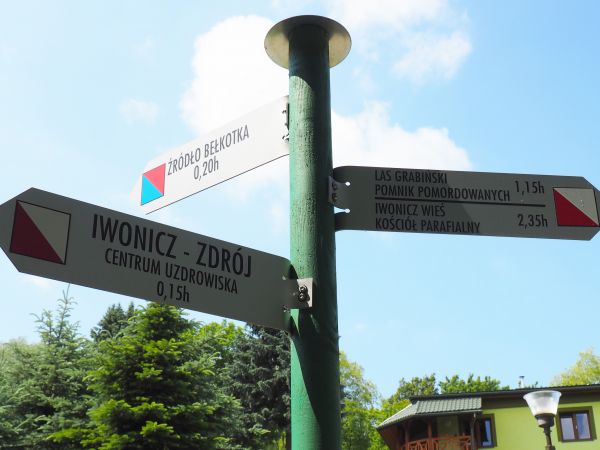 ŹRÓDŁO BEŁKOTKA
0,20h
LAS GRABIŃSKI
POMNIK POMORDOWANYCH 1,15h
IWONICZ WIEŚ
KOŚCIÓŁ PARAFIALNY 2,35h
IWONICZ - ZDRÓJ
CENTRUM UZDROWISKA
0,15h